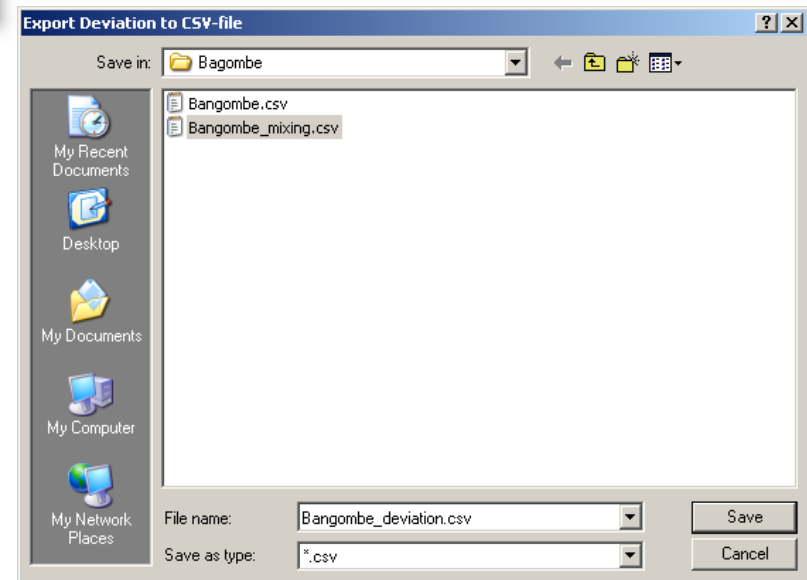 Export Deviation to CSV-file
Save in:
Bagombe
Bangombe.csv
Bangombe_mixing.csv
My Recent
Documents
Desktop
My Documents
My Computer
My Network
Places
File name:
Bangombe_deviation.csv
Save
Save as type:
*.csv
Cancel